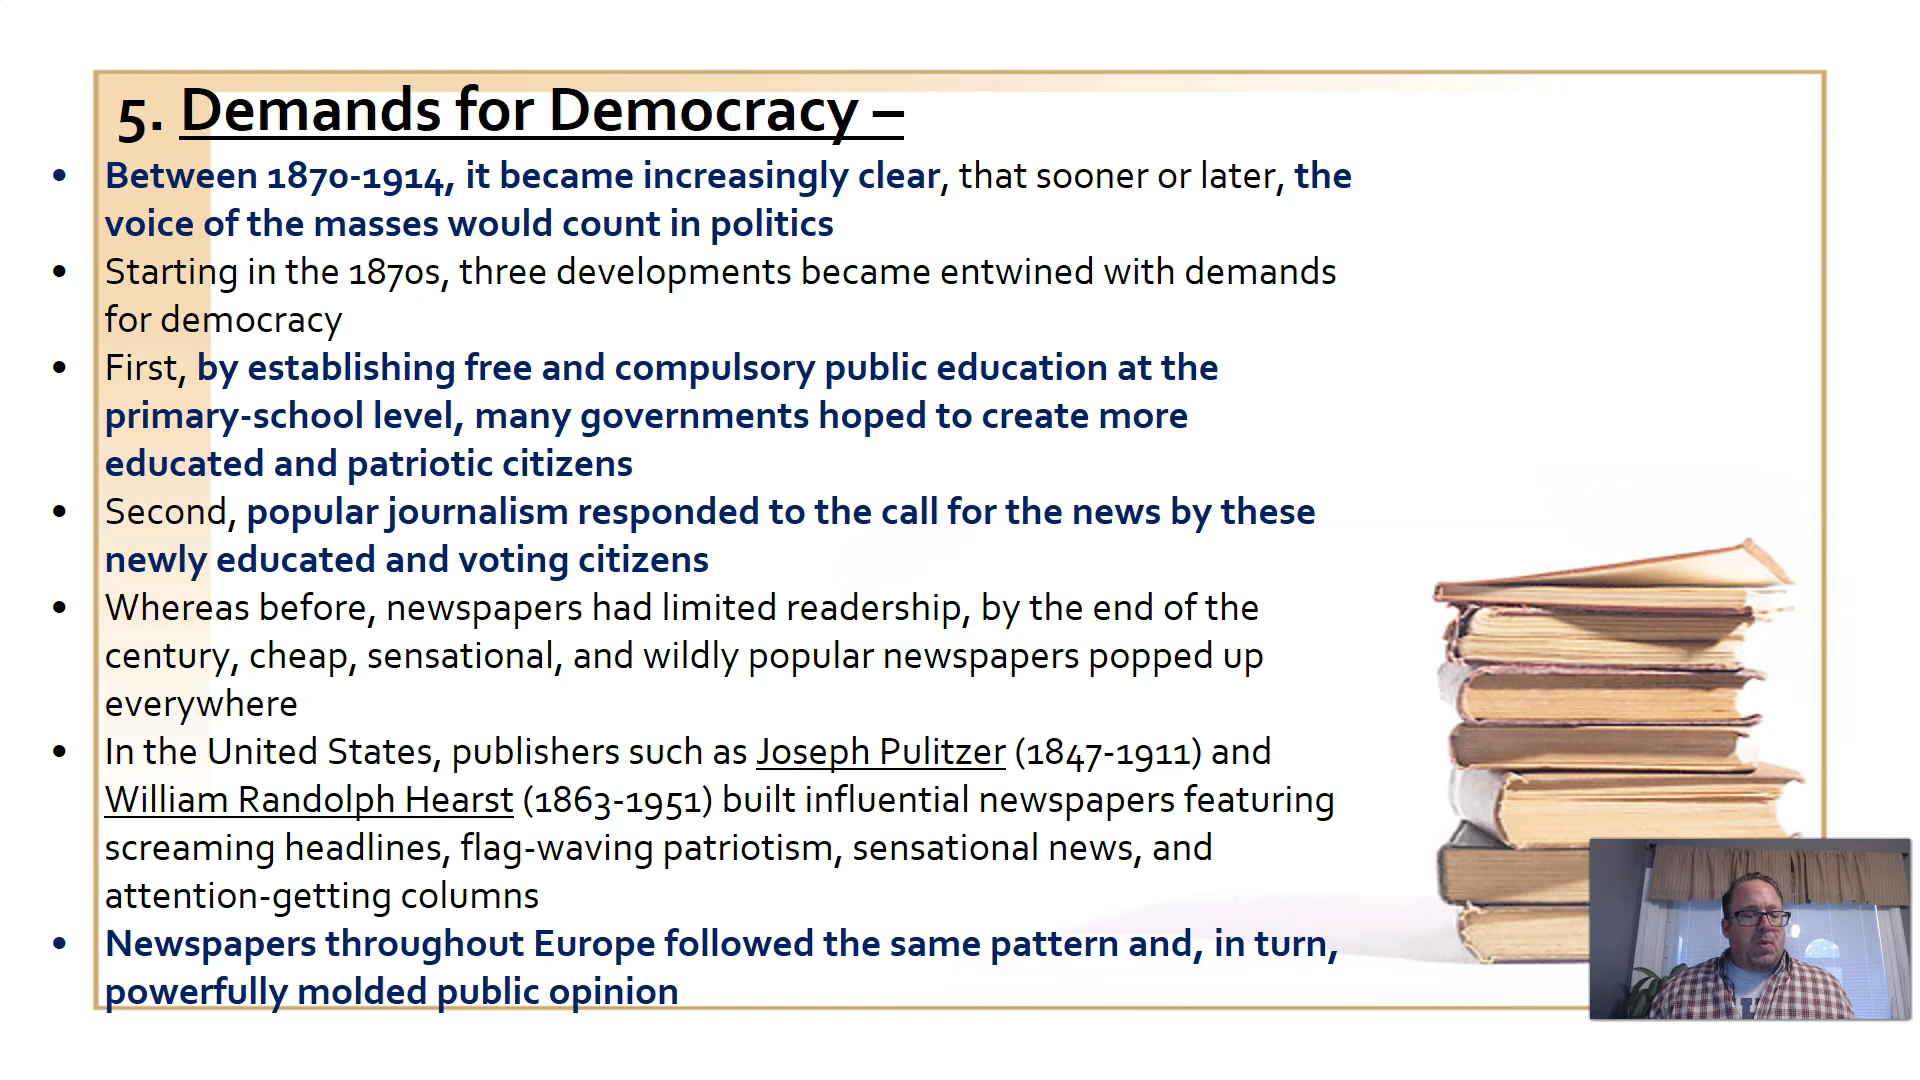 5. Demands for Democracy –
• Between 1870-1914, it became increasingly clear, that sooner or later, the
voice of the masses would count in politics
• Starting in the 1870s, three developments became entwined with demands
for democracy
• First, by establishing free and compulsory public education at the
primary-school level, many governments hoped to create more
educated and patriotic citizens
• Second, popular journalism responded to the call for the news by these
newly educated and voting citizens
• Whereas before, newspapers had limited readership, by the end of the
century, cheap, sensational, and wildly popular newspapers popped up
everywhere
• In the United States, publishers such as Joseph Pulitzer (1847-1911) and
William Randolph Hearst (1863-1951) built influential newspapers featuring
screaming headlines, flag-waving patriotism, sensational news, and
attention-getting columns
• Newspapers throughout Europe followed the same pattern and, in turn,
powerfully molded public opinion